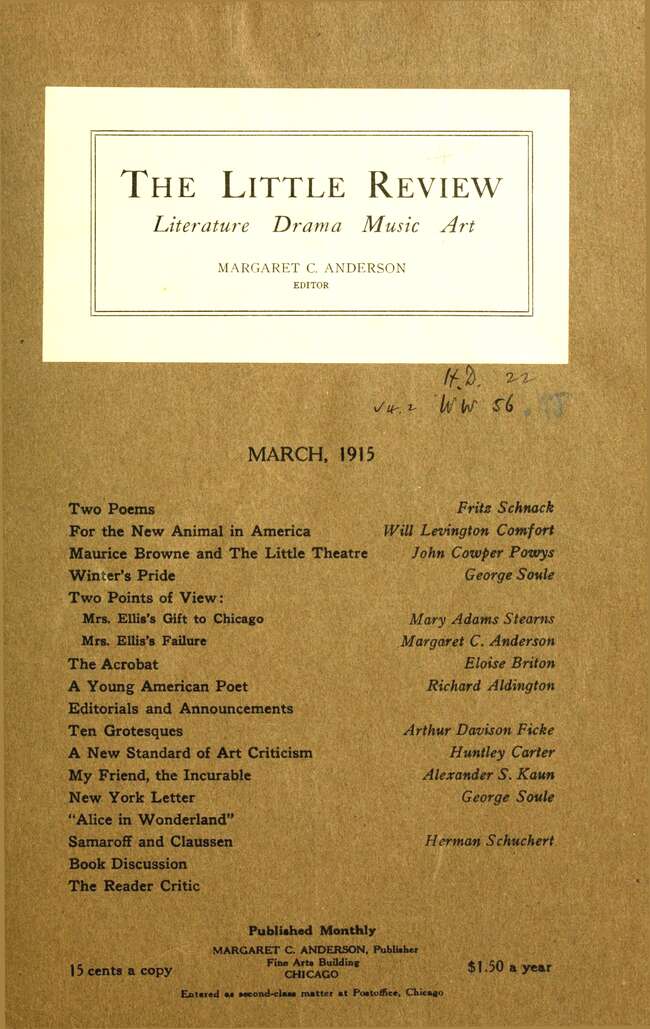 THE LITTLE REVIEW
Literature Drama Music Art
MARGARET C. ANDERSON
EDITOR
H.D. 22
WW 56
MARCH, 1915
Two Poems Fritz Schnack
For the New Animal in America Will Levington Comfort
Maurice Browne and The Little Theatre John Cowper Powys
Winter's Pride George Soule
Two Points of View:
Mrs. Ellis's Gift to Chicago Mary Adams Stearns
Mrs. Ellis's Failure Margaret C. Anderson
The Acrobat Eloise Briton
A Young American Poet Richard Aldington
Editorials and Announcements
Ten Grotesques Arthur Davison Ficke
A New Standard of Art Criticism Huntley Carter
My Friend, the Incurable Alexander S. Kaun
New York Letter George Soule
"Alice in Wonderland"
Samaroff and Claussen Herman Schuchert
Book Discussion
The Reader Critic
Published Monthly
MARGARET C. ANDERSON, Publisher
Fine Arts Building
CHICAGO
15 cents a copy
$1.50 a year
Entered as second-class matter at Postoffice, Chicago